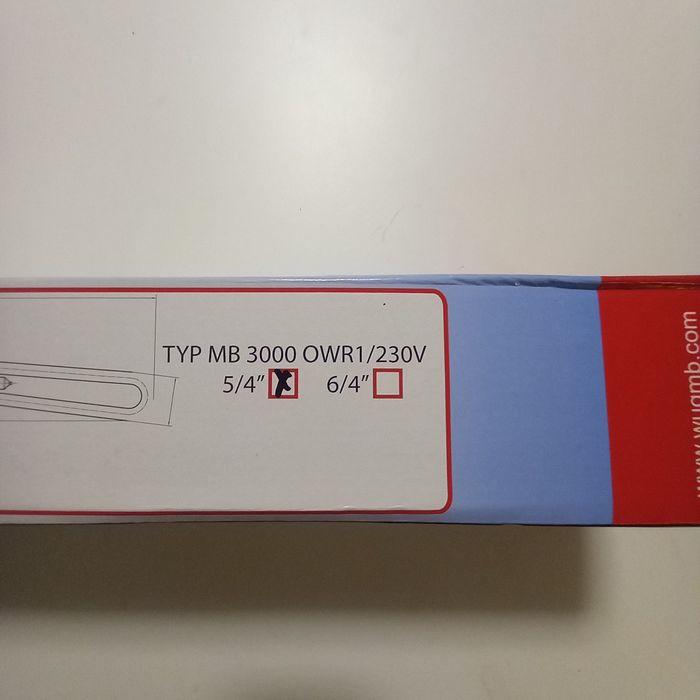 TYP MB 3000 OWR1/230V
5/4” 6/4”
www.wugmb.com